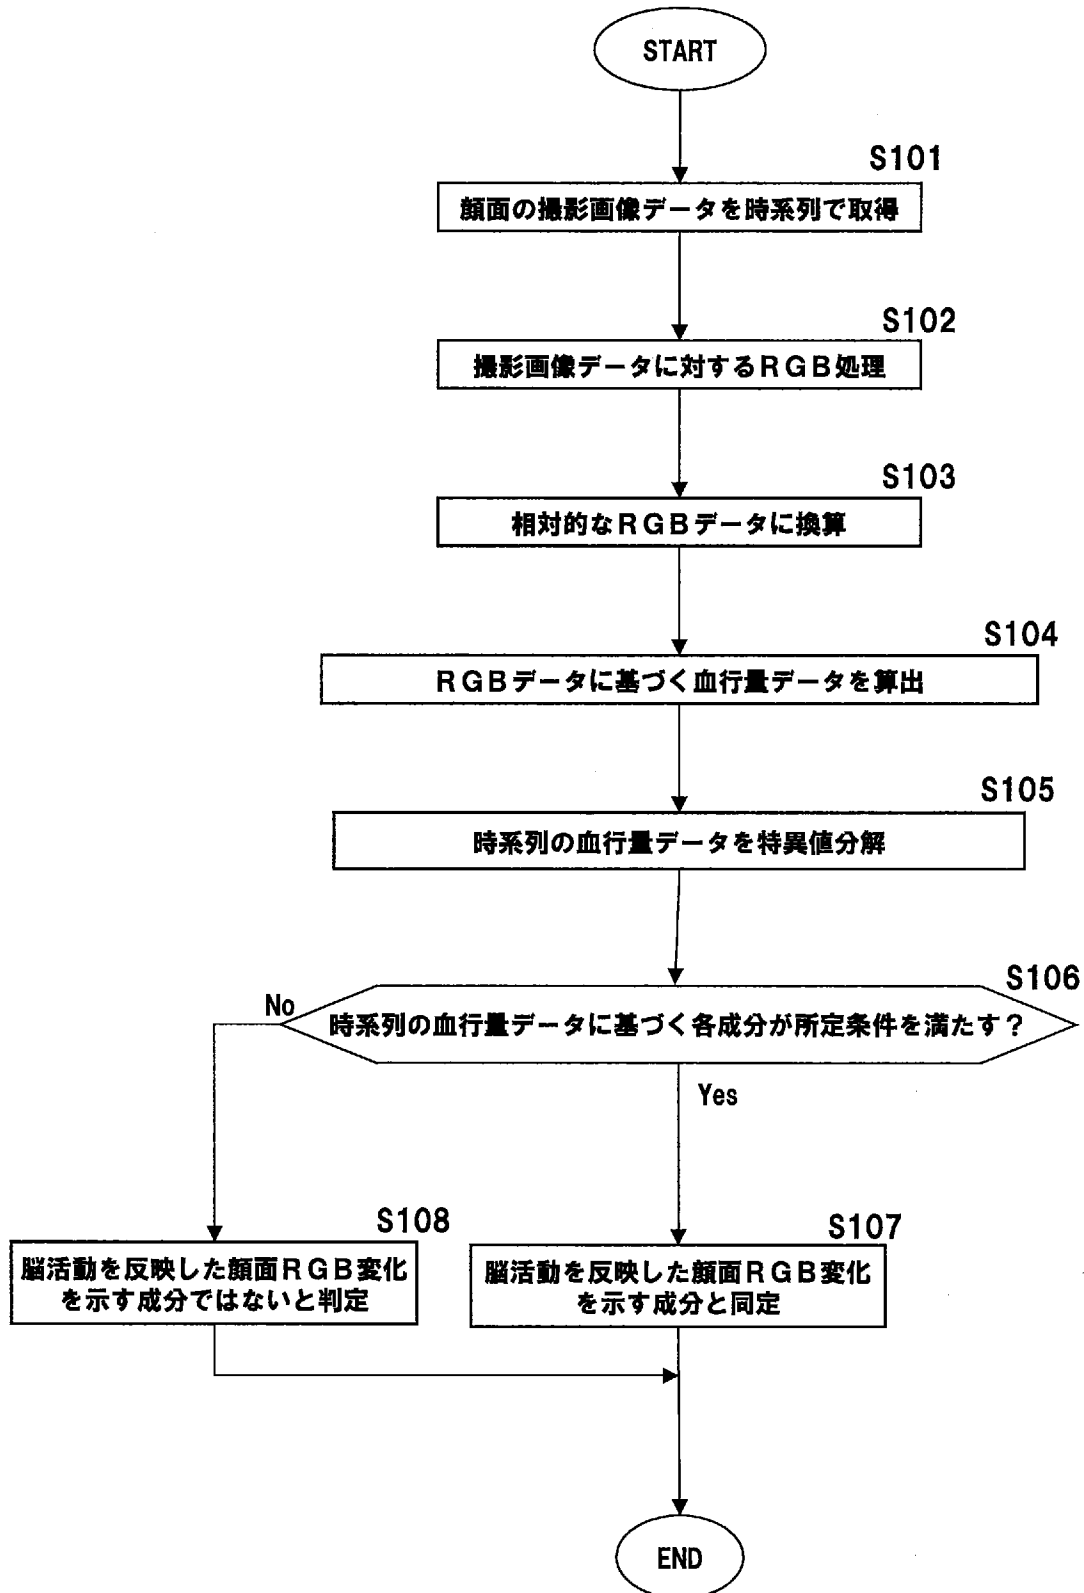 START
S101
顔面の撮影画像データを時系列で取得
S102
撮影画像データに対するRGB処理
S103
相対的なRGBデータに換算
S104
RGBデータに基づく血行量データを算出
S105
時系列の血行量データを特異値分解
S106
No
時系列の血行量データに基づく各成分が所定条件を満たす?
Yes
S108
脳活動を反映した顔面RGB変化
を示す成分ではないと判定
S107
脳活動を反映した顔面RGB変化
を示す成分と同定
END